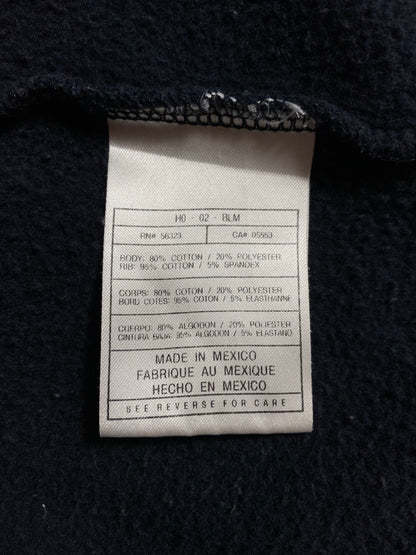 H0 - 02 - BLM
RN# 56323 CA# 05553
BODY: 80% COTTON / 20% POLYESTER
RIB: 95% COTTON / 5% SPANDEX
CORPS: 80% COTON / 20% POLYESTER
BORD COTES: 95% COTON / 5% ELASTHANNE
CUERPO: 80% ALGODON / 20% POLIESTER
CINTURA BAJA: 95% ALGODON / 5% ELASTANO
MADE IN MEXICO
FABRIQUE AU MEXIQUE
HECHO EN MEXICO
SEE REVERSE FOR CARE